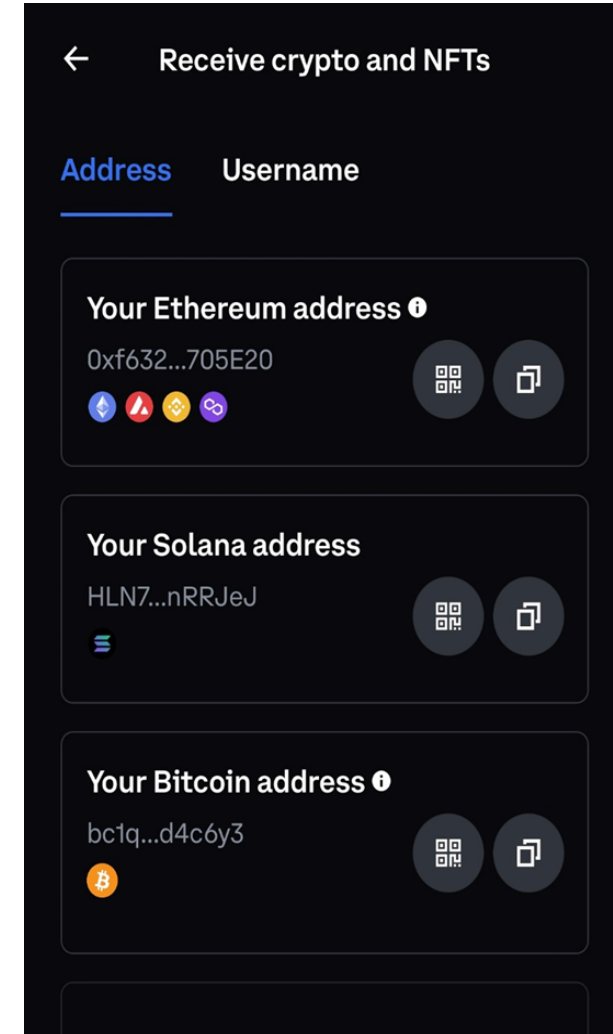 Receive crypto and NFTs
Address Username
Your Ethereum address
0xf632...705E20
Your Solana address
HLN7...nRRJeJ
Your Bitcoin address
bc1q...d4c6y3